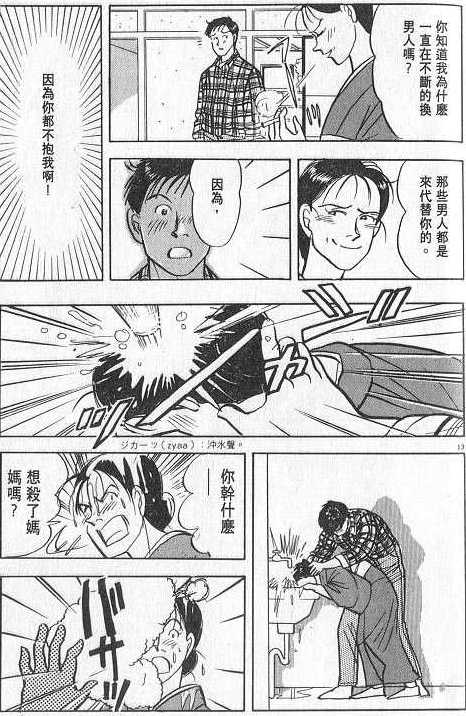 你知道我為什麼
一直在不斷的換
男人嗎？
那些男人都是
來代替你的。
因為，
因為你都不抱我啊！
ガッ
ジカーッ(zyaa)：沖水聲。
13
你幹什麼
——
想殺了媽
媽嗎？